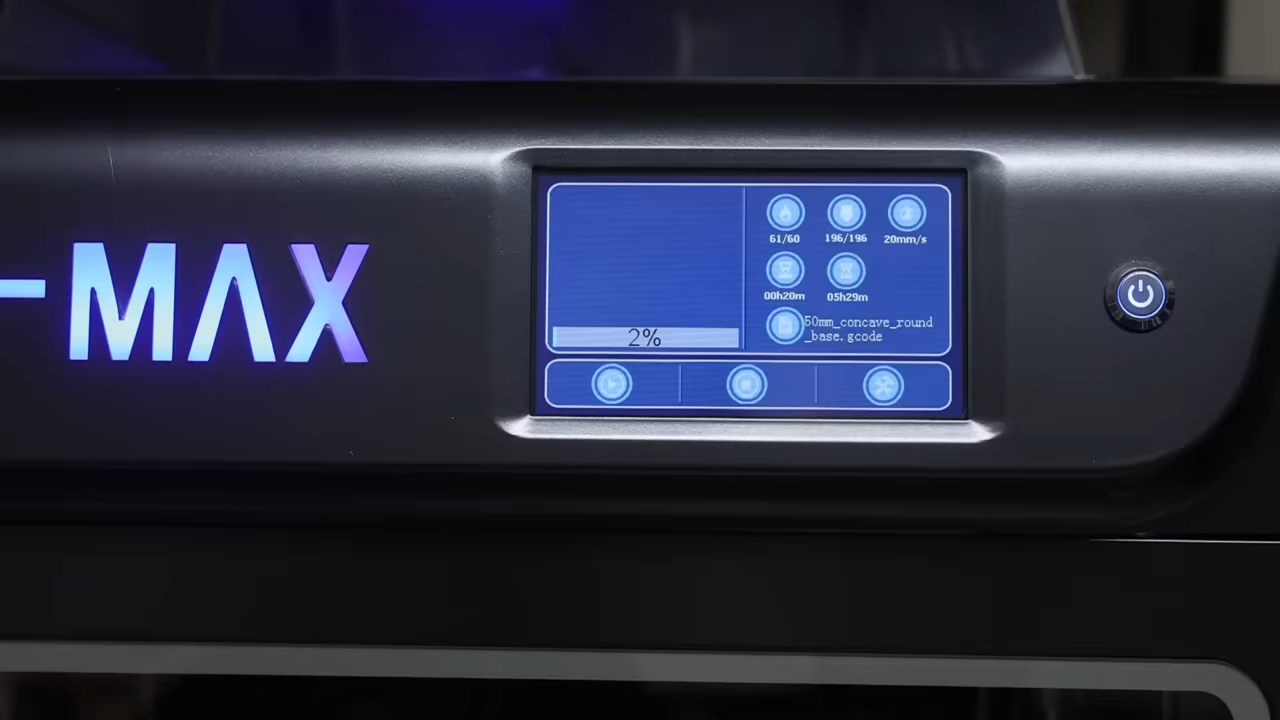 -MAX
61/60
196/196
20mm/s
00h20m
05h29m
50mm_concave_round
_base.gcode
2%